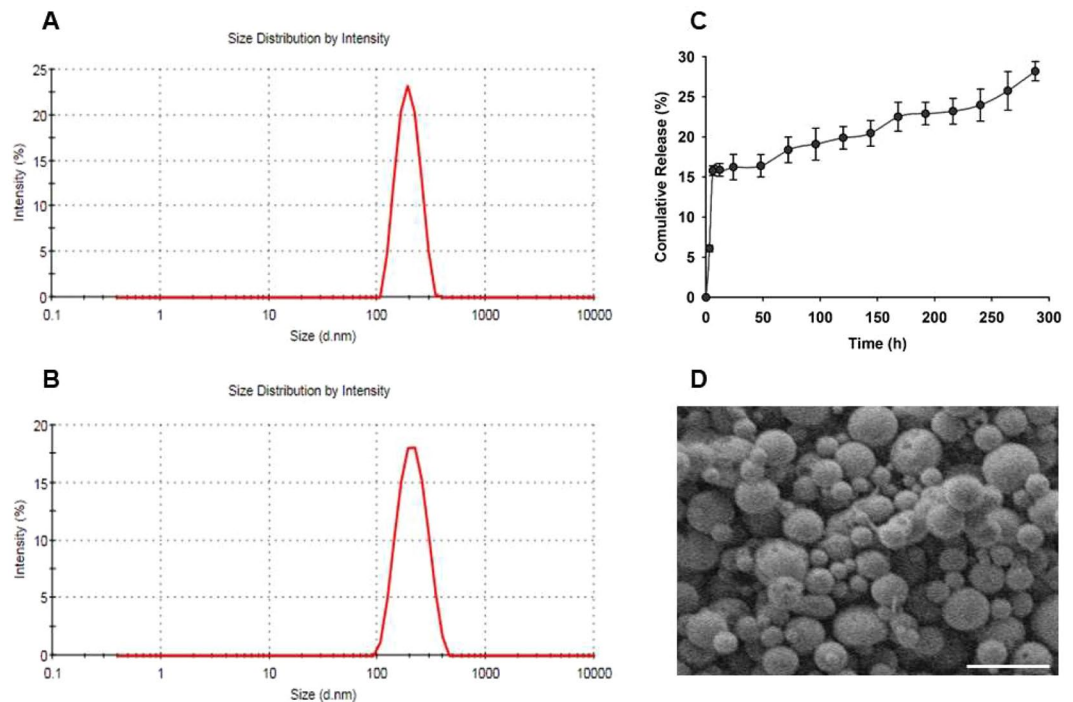 A
Size Distribution by Intensity
25
20
15
10
5
0
Intensity (%)
0.1 1 10 100 1000 10000
Size (d.nm)
B
Size Distribution by Intensity
20
15
10
5
0
Intensity (%)
0.1 1 10 100 1000 10000
Size (d.nm)
C
30
25
20
15
10
5
0
Comulative Release (%)
0 50 100 150 200 250 300
Time (h)
D